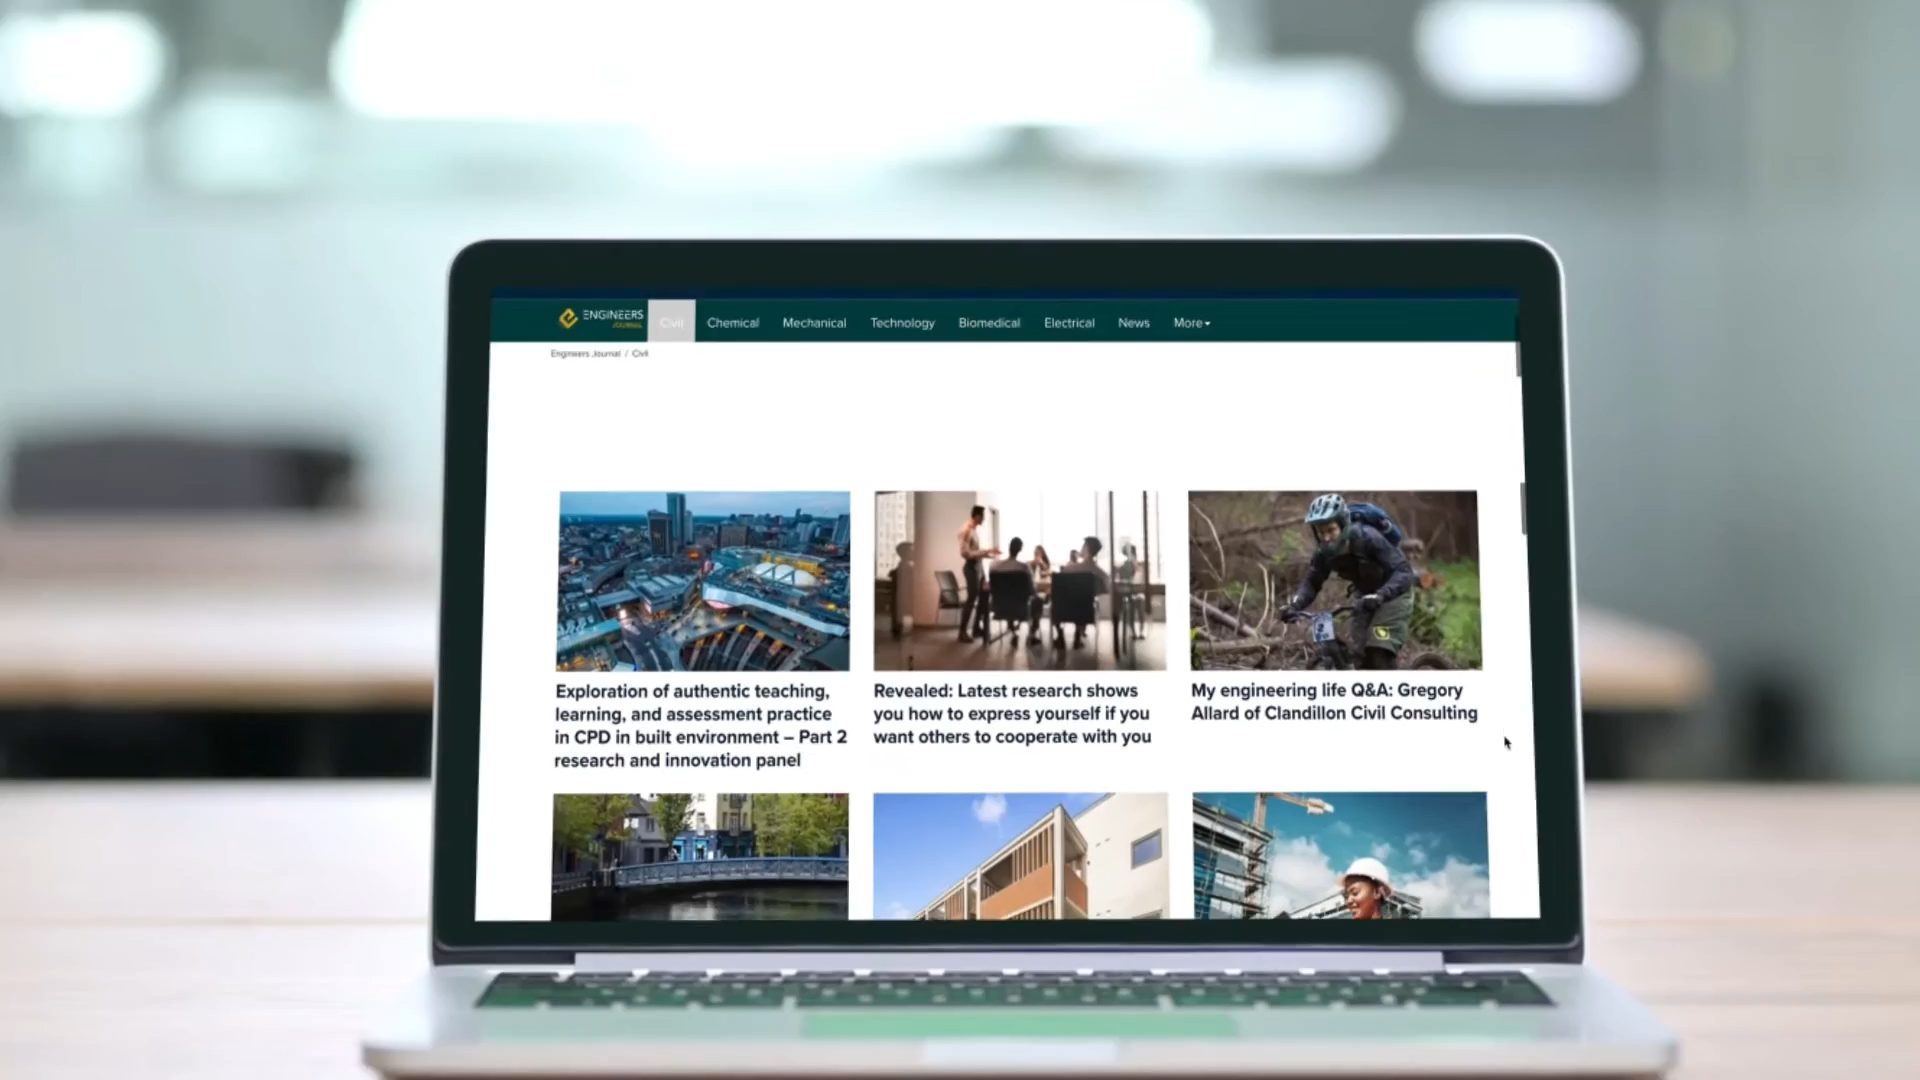 ENGINEERS
JOURNAL
Civil
Chemical
Mechanical
Technology
Biomedical
Electrical
News
More
Engineers Journal / Civil
Exploration of authentic teaching,
learning, and assessment practice
in CPD in built environment – Part 2
research and innovation panel
Revealed: Latest research shows
you how to express yourself if you
want others to cooperate with you
My engineering life Q&A: Gregory
Allard of Clandillon Civil Consulting